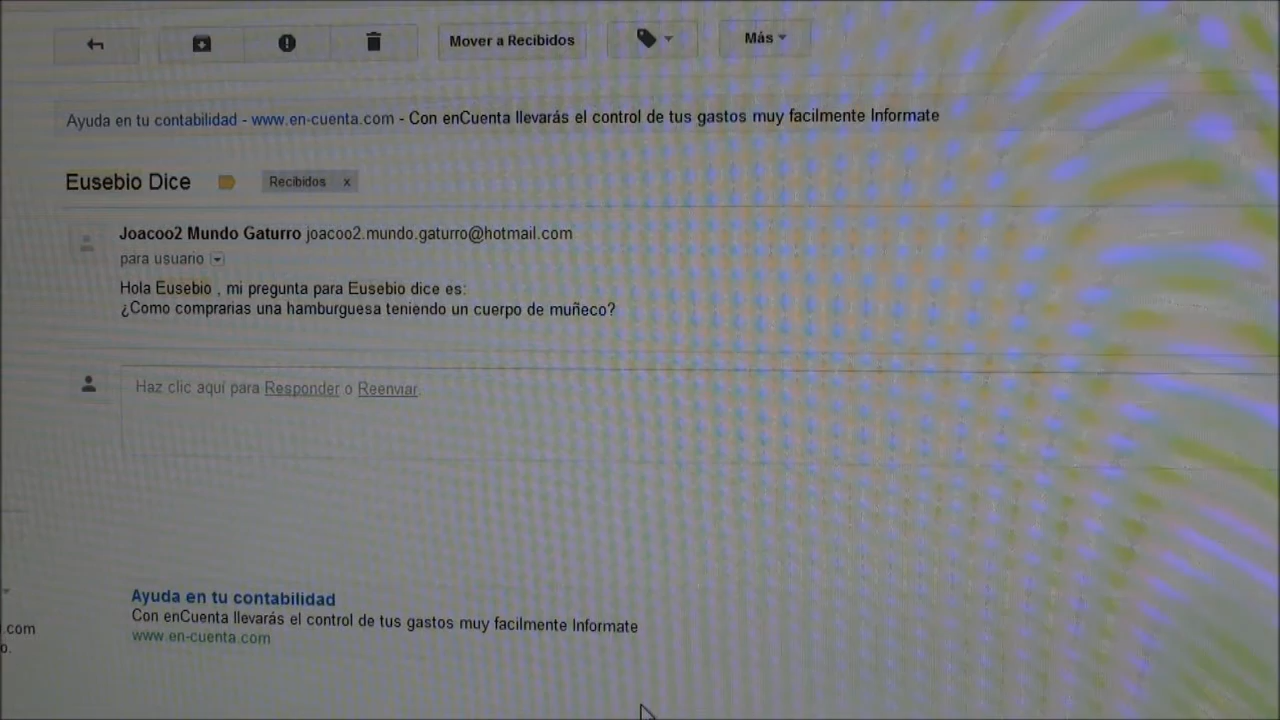 Mover a Recibidos
Más
Ayuda en tu contabilidad - www.en-cuenta.com - Con enCuenta llevarás el control de tus gastos muy facilmente Informate
Eusebio Dice
Recibidos x
Joacoo2 Mundo Gaturro joacoo2.mundo.gaturro@hotmail.com
para usuario
Hola Eusebio , mi pregunta para Eusebio dice es:
¿Como comprarias una hamburguesa teniendo un cuerpo de muñeco?
Haz clic aquí para Responder o Reenviar.
Ayuda en tu contabilidad
Con enCuenta llevarás el control de tus gastos muy facilmente Informate
www.en-cuenta.com
.com
o.